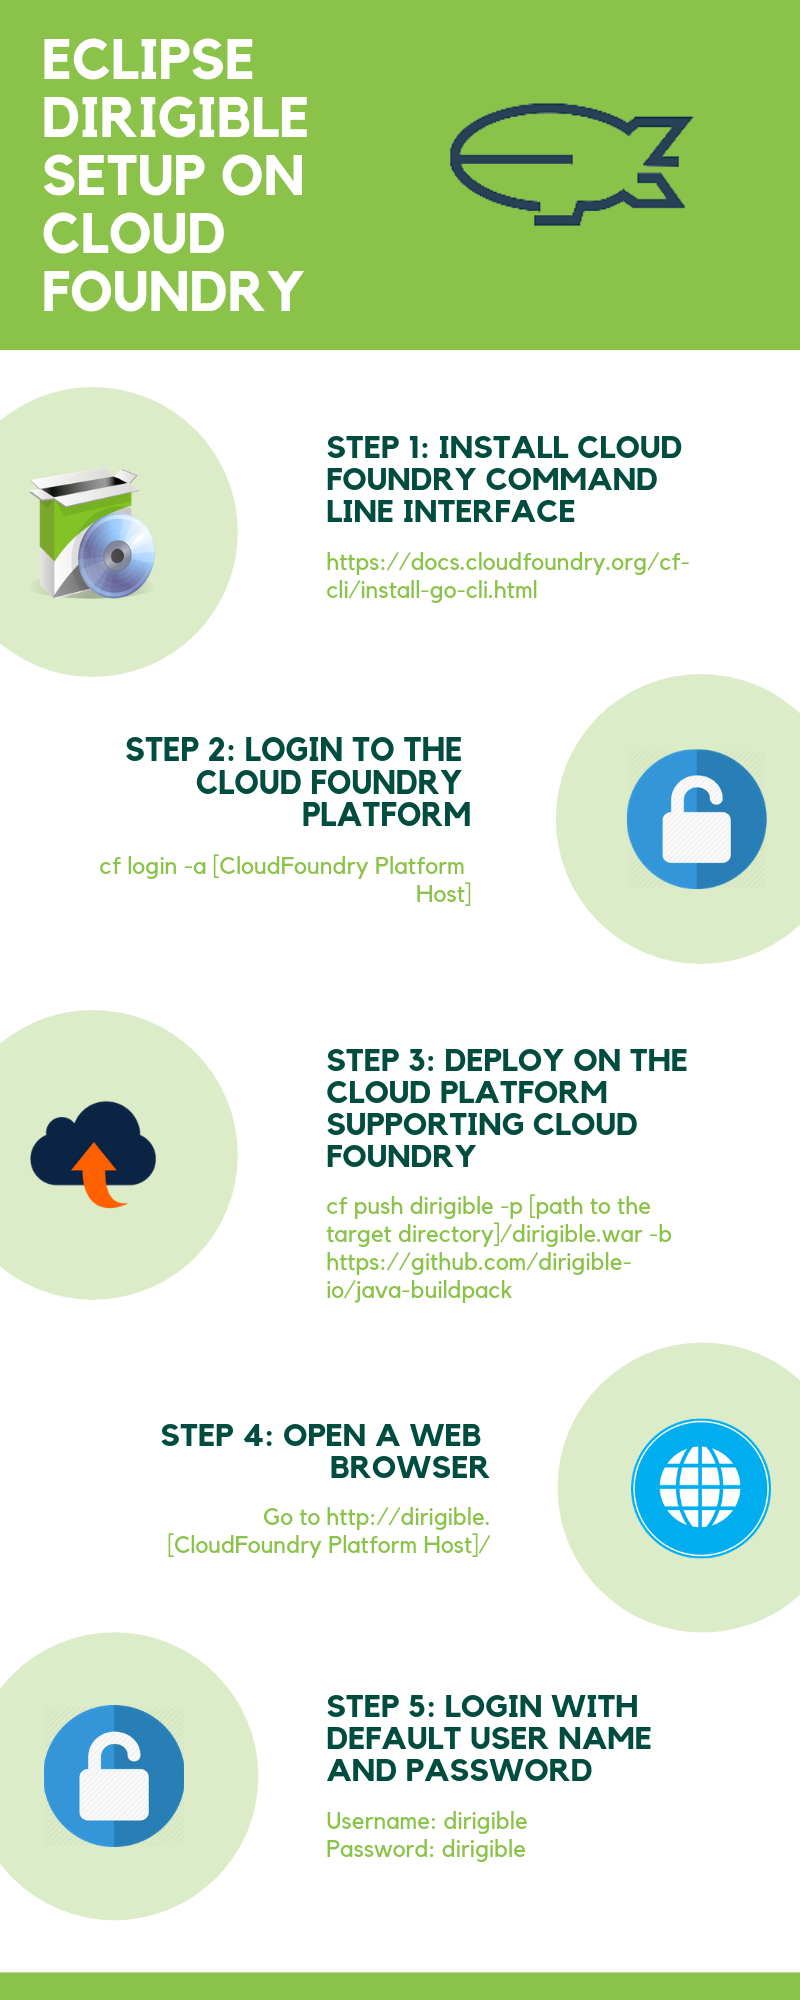 ECLIPSE
DIRIGIBLE
SETUP ON
CLOUD
FOUNDRY
STEP 1: INSTALL CLOUD
FOUNDRY COMMAND
LINE INTERFACE
https://docs.cloudfoundry.org/cf-
cli/install-go-cli.html
STEP 2: LOGIN TO THE
CLOUD FOUNDRY
PLATFORM
cf login -a [CloudFoundry Platform
Host]
STEP 3: DEPLOY ON THE
CLOUD PLATFORM
SUPPORTING CLOUD
FOUNDRY
cf push dirigible -p [path to the
target directory]/dirigible.war -b
https://github.com/dirigible-
io/java-buildpack
STEP 4: OPEN A WEB
BROWSER
Go to http://dirigible.
[CloudFoundry Platform Host]/
STEP 5: LOGIN WITH
DEFAULT USER NAME
AND PASSWORD
Username: dirigible
Password: dirigible